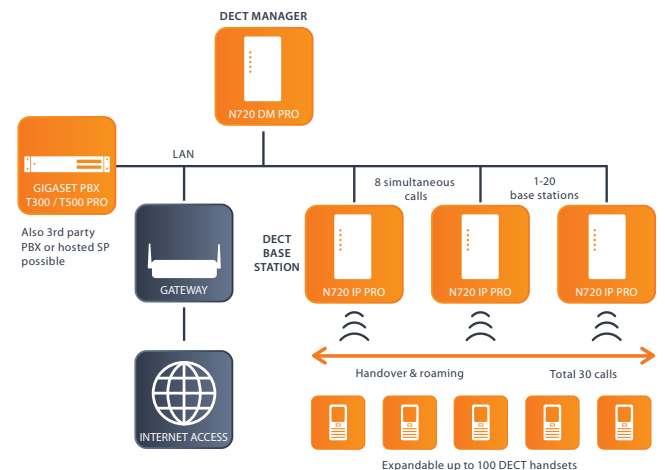 DECT MANAGER
N720 DM PRO
LAN
GIGASET PBX
T300 / T500 PRO
Also 3rd party
PBX or hosted SP
possible
GATEWAY
INTERNET ACCESS
8 simultaneous
calls
1-20
base stations
DECT
BASE
STATION
N720 IP PRO
N720 IP PRO
N720 IP PRO
Handover & roaming
Total 30 calls
Expandable up to 100 DECT handsets